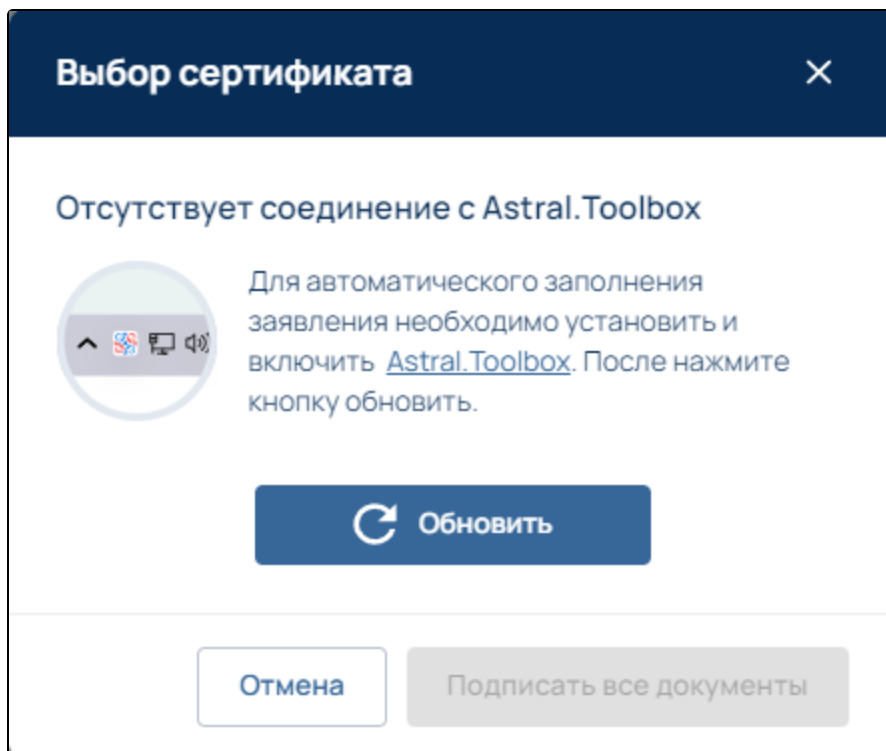 Выбор сертификата
Отсутствует соединение с Astral.Toolbox
Для автоматического заполнения
заявления необходимо установить и
включить Astral.Toolbox. После нажмите
кнопку обновить.
Обновить
Отмена
Подписать все документы